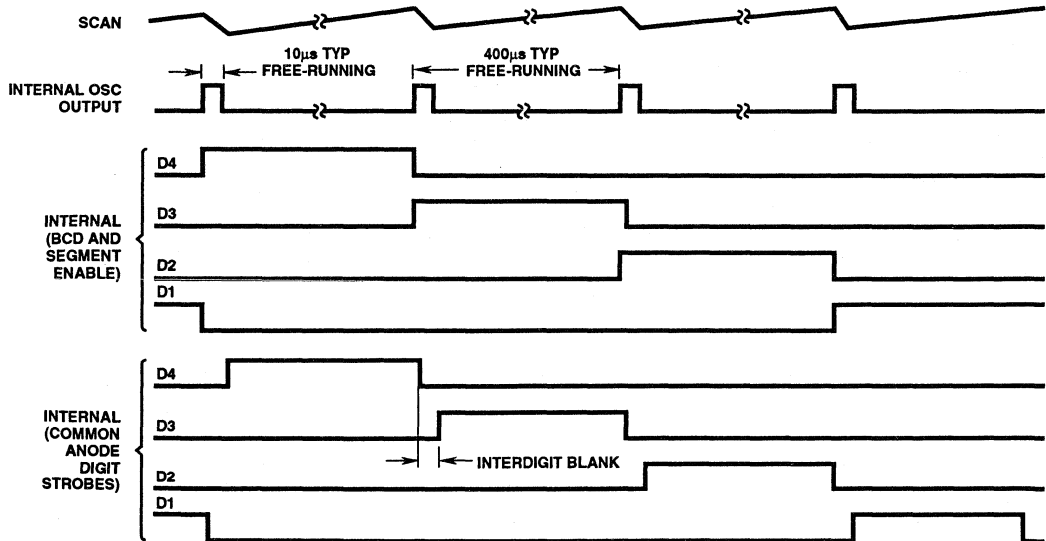 SCAN
10µs TYP
FREE-RUNNING
400µs TYP
FREE-RUNNING
INTERNAL OSC
OUTPUT
D4
D3
INTERNAL
(BCD AND
SEGMENT
ENABLE)
D2
D1
D4
D3
INTERNAL
(COMMON
ANODE
DIGIT
STROBES)
INTERDIGIT BLANK
D2
D1